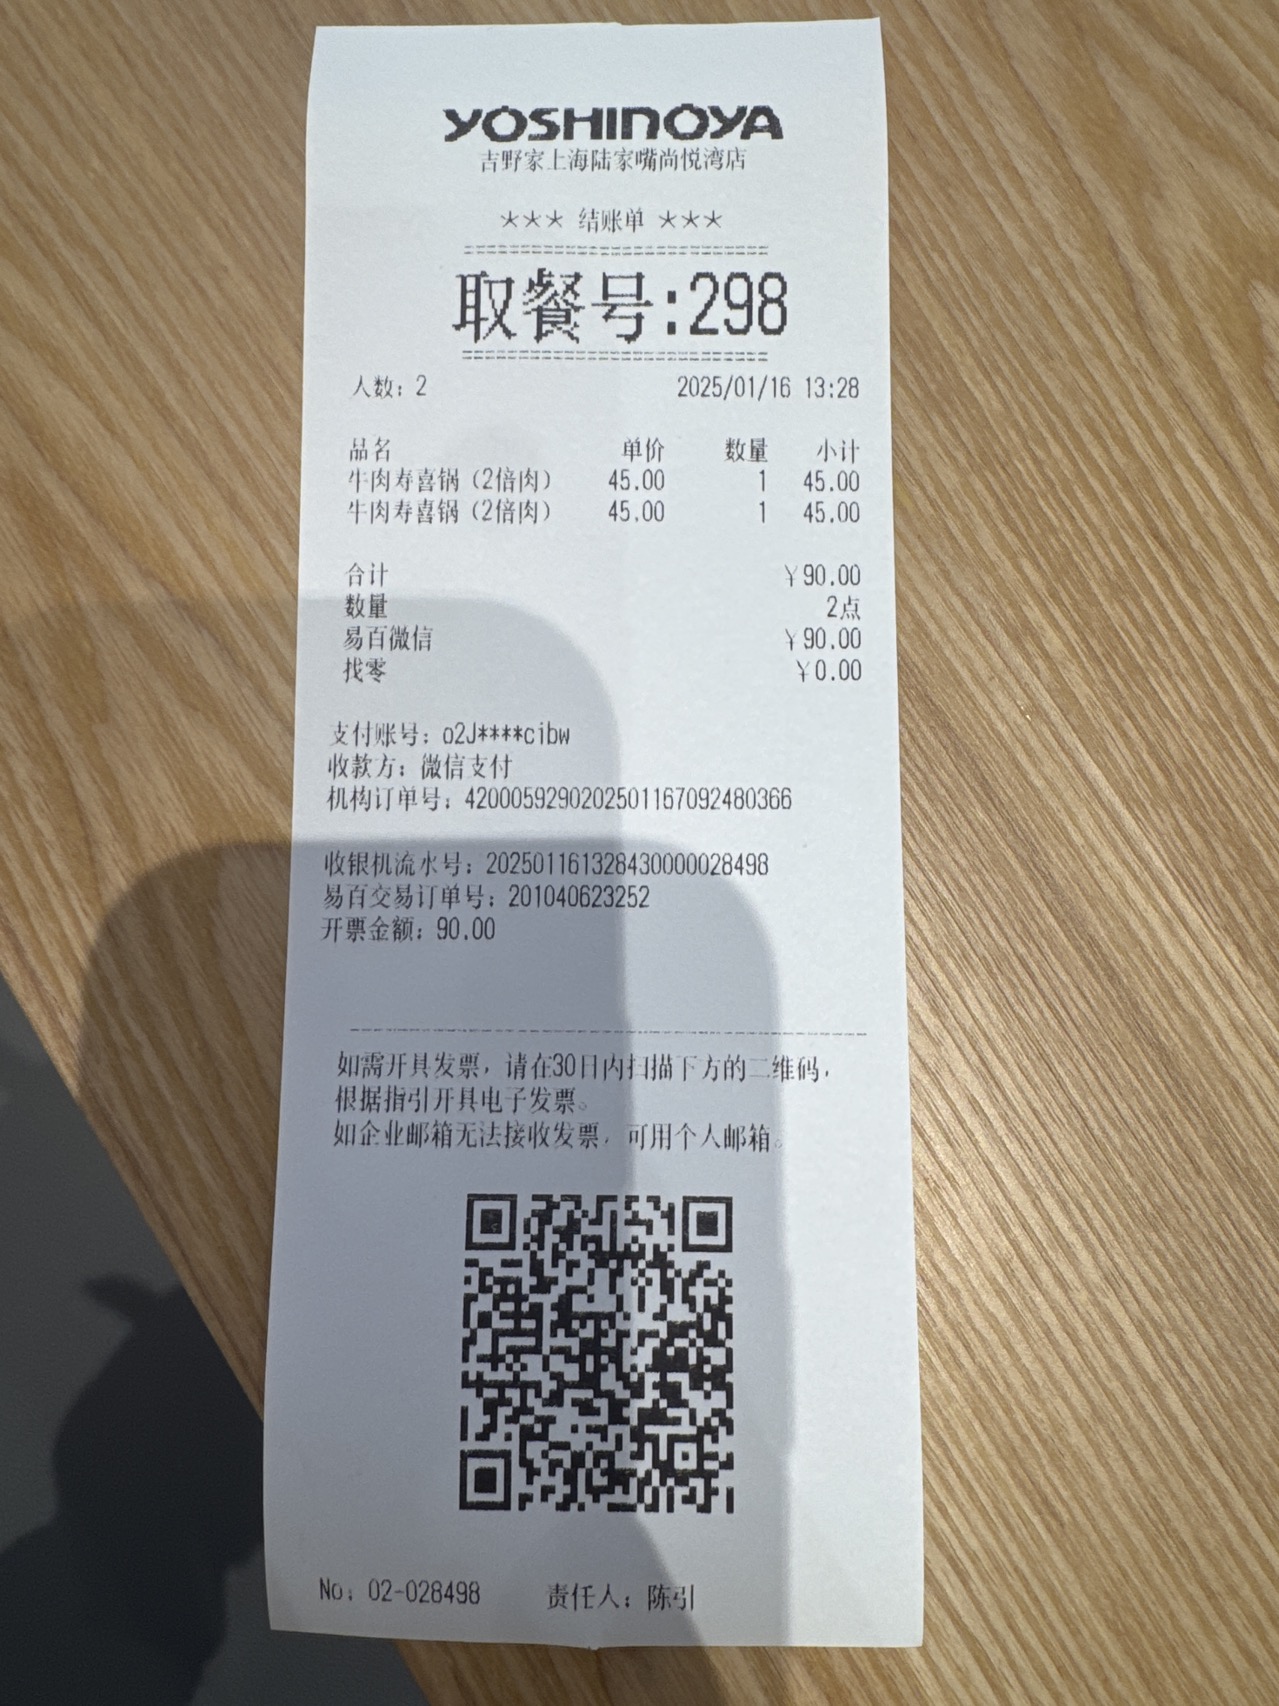 YOSHINOYA
吉野家上海陆家嘴尚悦湾店
*** 结账单 ***
取餐号:298
人数：2 2025/01/16 13:28
品名 单价 数量 小计
牛肉寿喜锅（2倍肉） 45.00 1 45.00
牛肉寿喜锅（2倍肉） 45.00 1 45.00
合计 ¥90.00
数量 2点
易百微信 ¥90.00
找零 ¥0.00
支付账号：o2J****cibw
收款方：微信支付
机构订单号：4200059290202501167092480366
收银机流水号：202501161328430000028498
易百交易订单号：201040623252
开票金额：90.00
如需开具发票，请在30日内扫描下方的二维码，
根据指引开具电子发票。
如企业邮箱无法接收发票，可用个人邮箱。
No：02-028498 责任人：陈引